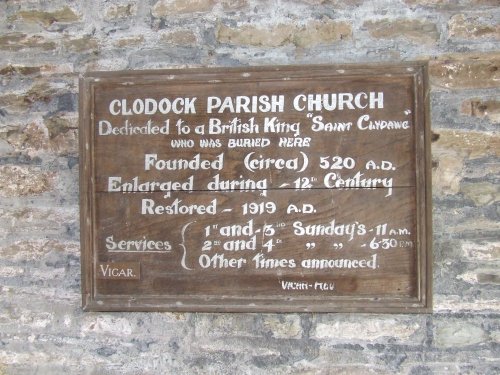 CLODOCK PARISH CHURCH
Dedicated to a British King "SAINT CLYDAWG"
WHO WAS BURIED HERE
Founded (circa) 520 A.D.
Enlarged during - 12th Century
Restored - 1919 A.D.
Services { 1st and - 3rd Sunday's - 11 A.M.
2nd and 4th " " - 6-30 PM
Other times announced.
VICAR.